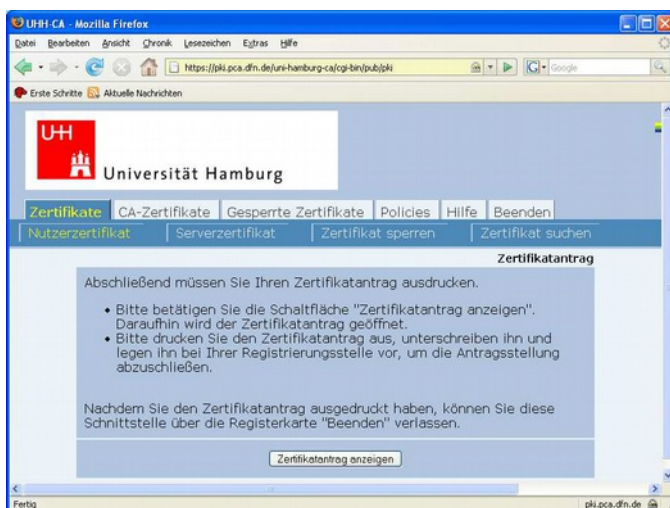 UHH-CA - Mozilla Firefox
Datei Bearbeiten Ansicht Chronik Lesezeichen Extras Hilfe
https://pki.pca.dfn.de/uni-hamburg-ca/cgi-bin/pub/pki
G Google
Erste Schritte Aktuelle Nachrichten
UHH
Universität Hamburg
Zertifikate CA-Zertifikate Gesperrte Zertifikate Policies Hilfe Beenden
Nutzerzertifikat Serverzertifikat Zertifikat sperren Zertifikat suchen
Zertifikatantrag
Abschließend müssen Sie Ihren Zertifikatantrag ausdrucken.
• Bitte betätigen Sie die Schaltfläche "Zertifikatantrag anzeigen".
Daraufhin wird der Zertifikatantrag geöffnet.
• Bitte drucken Sie den Zertifikatantrag aus, unterschreiben ihn und
legen ihn bei Ihrer Registrierungsstelle vor, um die Antragsstellung
abzuschließen.
Nachdem Sie den Zertifikatantrag ausgedruckt haben, können Sie diese
Schnittstelle über die Registerkarte "Beenden" verlassen.
Zertifikatantrag anzeigen
Fertig pki.pca.dfn.de